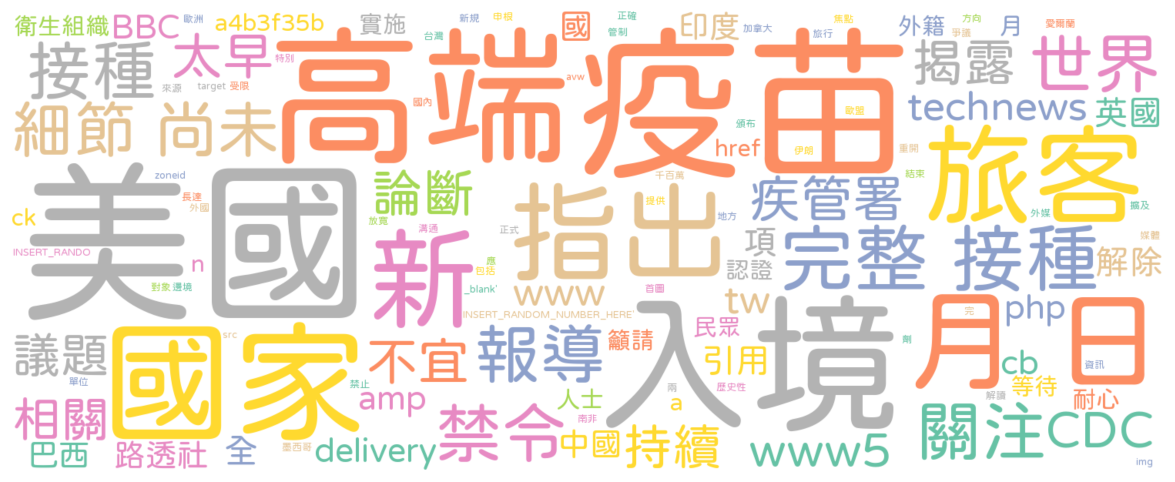 衛生組織 BBC 歐洲 a4b3f35b 實施 高端疫苗 國 印度 外籍 月 新規 申根 正確 焦點 方向 愛爾蘭
接種 太早 特別 台灣 管制 加拿大 旅行 爭議 揭露 世界
來源 target 受限 國內 avw 歐盟 technews 英國
細節 尚未 頒布 href 伊朗 重開 旅客
美國 zoneid 長達 外國 論斷 指出 千百萬 提供 疾管署 結束 擴及
ck 放寬 溝通 正式 地方 外媒 媒體
INSERT_RANDO n 新 應 包括 項 完整 接種 解除
對象 邊境 _blank' www 首圖 認證 tw
國家 src INSERT_RANDOM_NUMBER_HERE' 入境 完 php 月日
議題 單位 不宜 報導 籲請 民眾 劑 cb 資訊
禁止 amp 引用 歷史性 兩 a 等待 解讀 耐心
相關 禁令 人士 南非 關注 CDC
巴西 路透社 全 墨西哥 delivery 中國 持續 www5 img